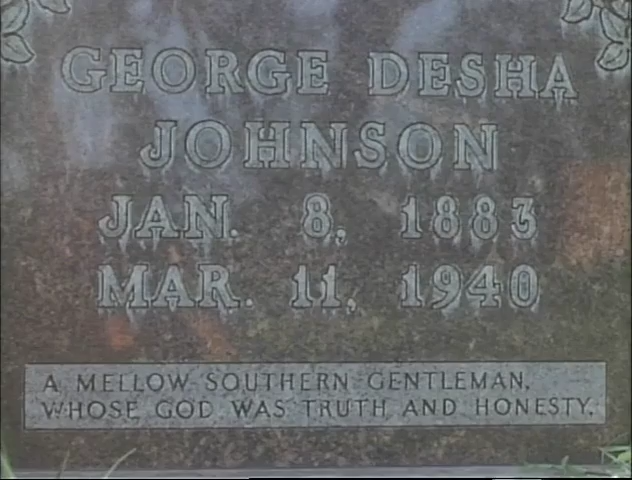 GEORGE DESHA
JOHNSON
JAN. 8, 1883
MAR. 11, 1940
A MELLOW SOUTHERN GENTLEMAN,
WHOSE GOD WAS TRUTH AND HONESTY.